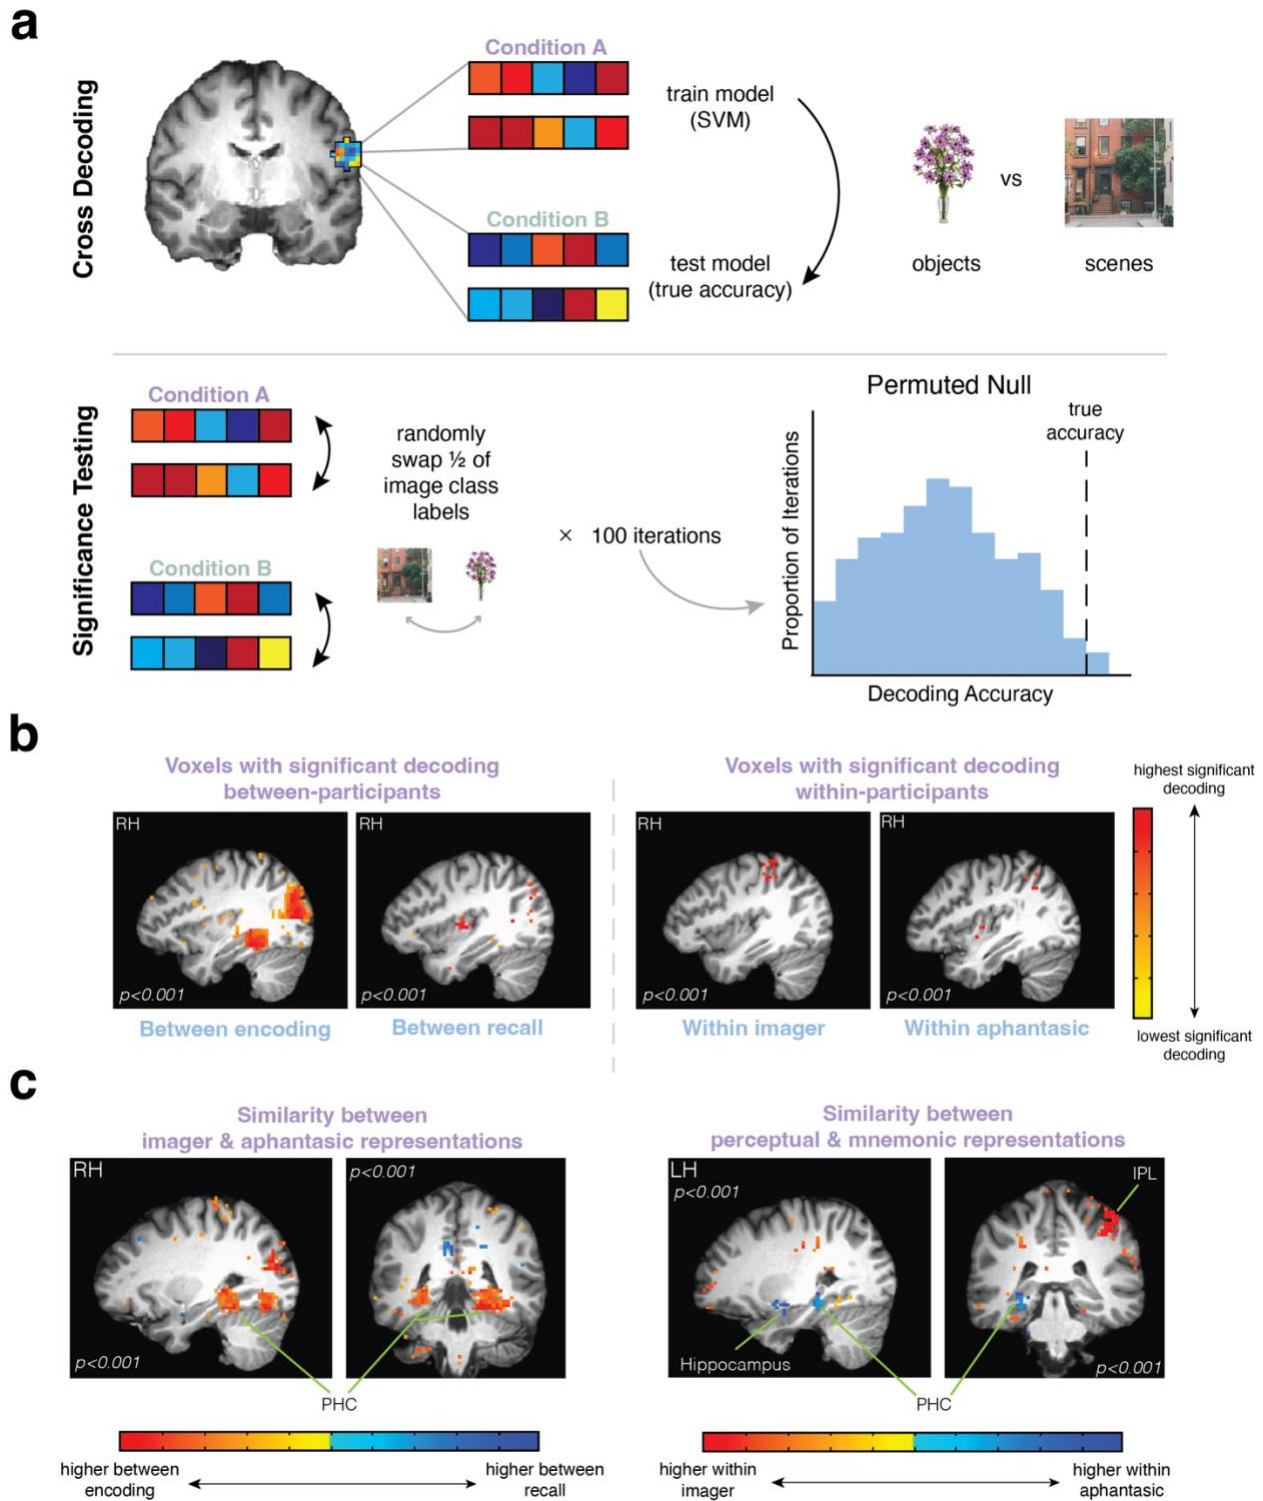 a
Cross Decoding
Condition A
train model
(SVM)
Condition B
test model
(true accuracy)
vs
objects
scenes
Significance Testing
Condition A
Condition B
randomly
swap ½ of
image class
labels
× 100 iterations
Permuted Null
true
accuracy
Proportion of Iterations
Decoding Accuracy
b
Voxels with significant decoding
between-participants
RH
p<0.001
Between encoding
RH
p<0.001
Between recall
Voxels with significant decoding
within-participants
RH
p<0.001
Within imager
RH
p<0.001
Within aphantasic
highest significant
decoding
lowest significant
decoding
c
Similarity between
imager & aphantasic representations
RH
p<0.001
p<0.001
PHC
higher between
encoding
higher between
recall
Similarity between
perceptual & mnemonic representations
LH
p<0.001
Hippocampus
IPL
p<0.001
PHC
higher within
imager
higher within
aphantasic